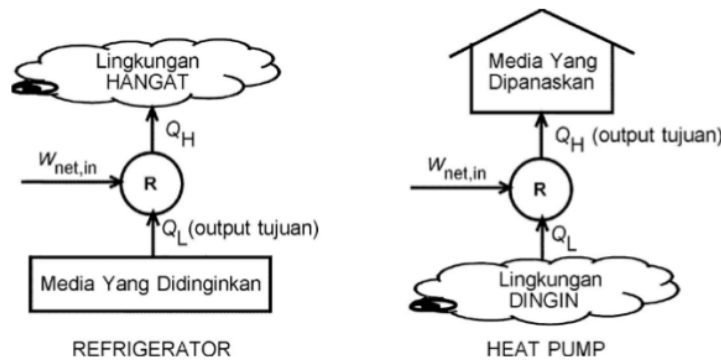 Lingkungan
HANGAT
Q_H
W_net,in
R
Q_L (output tujuan)
Media Yang Didinginkan
REFRIGERATOR
Media Yang
Dipanaskan
Q_H (output tujuan)
W_net,in
R
Q_L
Lingkungan
DINGIN
HEAT PUMP